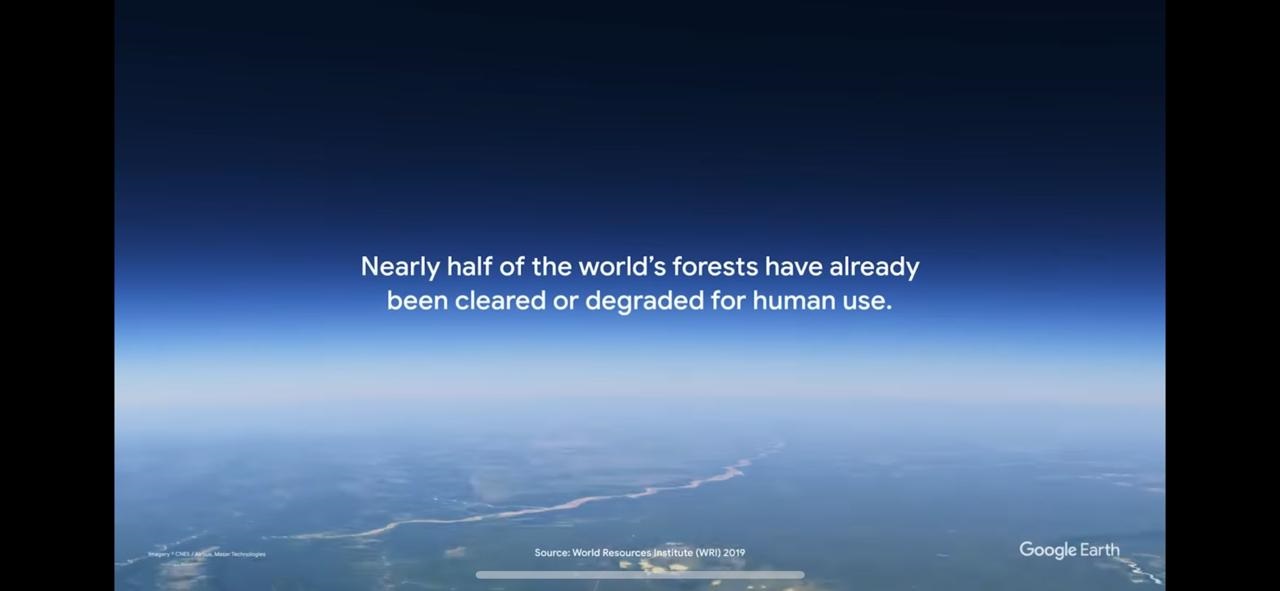 Nearly half of the world’s forests have already
been cleared or degraded for human use.
Imagery © CNES / Airbus, Maxar Technologies
Source: World Resources Institute (WRI) 2019
Google Earth